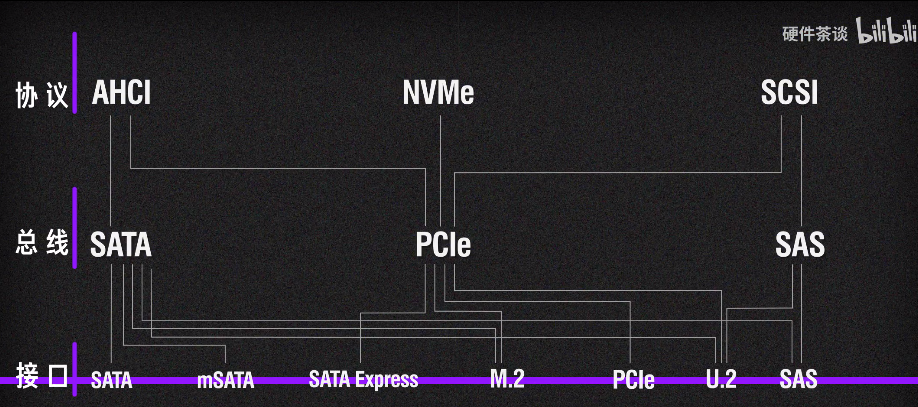 硬件茶谈 bilibili
协议 AHCI NVMe SCSI
总线 SATA PCIe SAS
接口 SATA mSATA SATA Express M.2 PCIe U.2 SAS